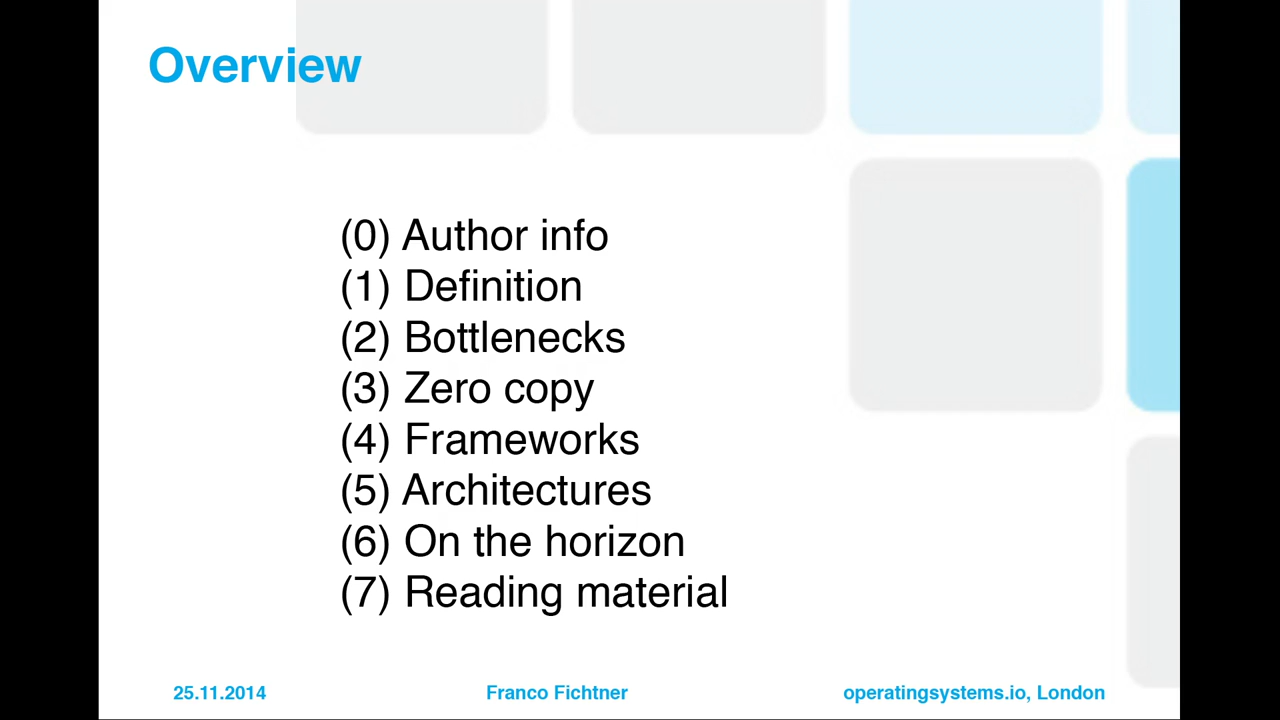 Overview
(0) Author info
(1) Definition
(2) Bottlenecks
(3) Zero copy
(4) Frameworks
(5) Architectures
(6) On the horizon
(7) Reading material
25.11.2014 Franco Fichtner operatingsystems.io, London